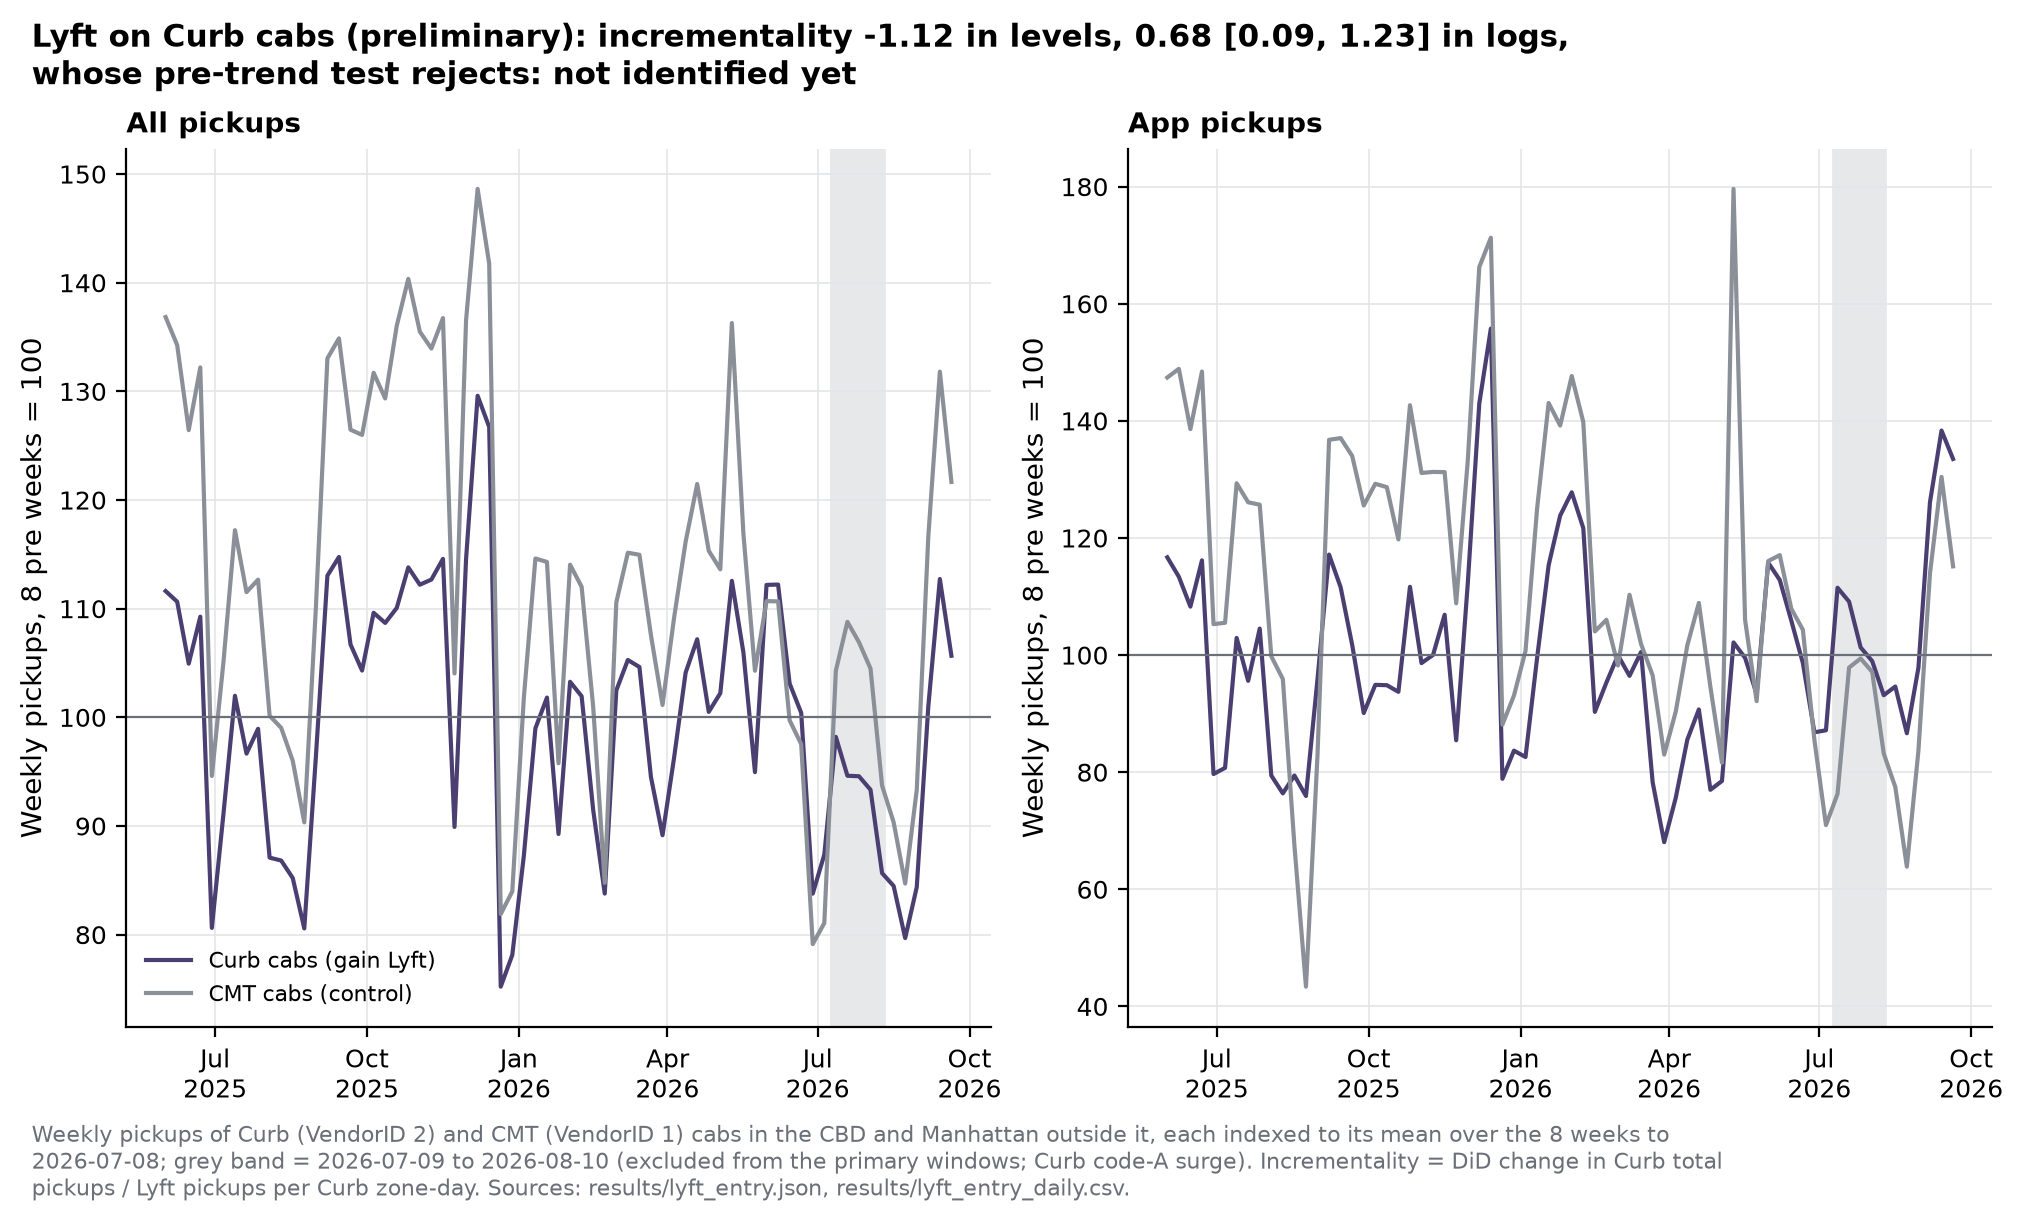 Lyft on Curb cabs (preliminary): incrementality -1.12 in levels, 0.68 [0.09, 1.23] in logs,
whose pre-trend test rejects: not identified yet
All pickups
Weekly pickups, 8 pre weeks = 100
150
140
130
120
110
100
90
80
Curb cabs (gain Lyft)
CMT cabs (control)
Jul
2025
Oct
2025
Jan
2026
Apr
2026
Jul
2026
Oct
2026
App pickups
Weekly pickups, 8 pre weeks = 100
180
160
140
120
100
80
60
40
Jul
2025
Oct
2025
Jan
2026
Apr
2026
Jul
2026
Oct
2026
Weekly pickups of Curb (VendorID 2) and CMT (VendorID 1) cabs in the CBD and Manhattan outside it, each indexed to its mean over the 8 weeks to
2026-07-08; grey band = 2026-07-09 to 2026-08-10 (excluded from the primary windows; Curb code-A surge). Incrementality = DiD change in Curb total
pickups / Lyft pickups per Curb zone-day. Sources: results/lyft_entry.json, results/lyft_entry_daily.csv.